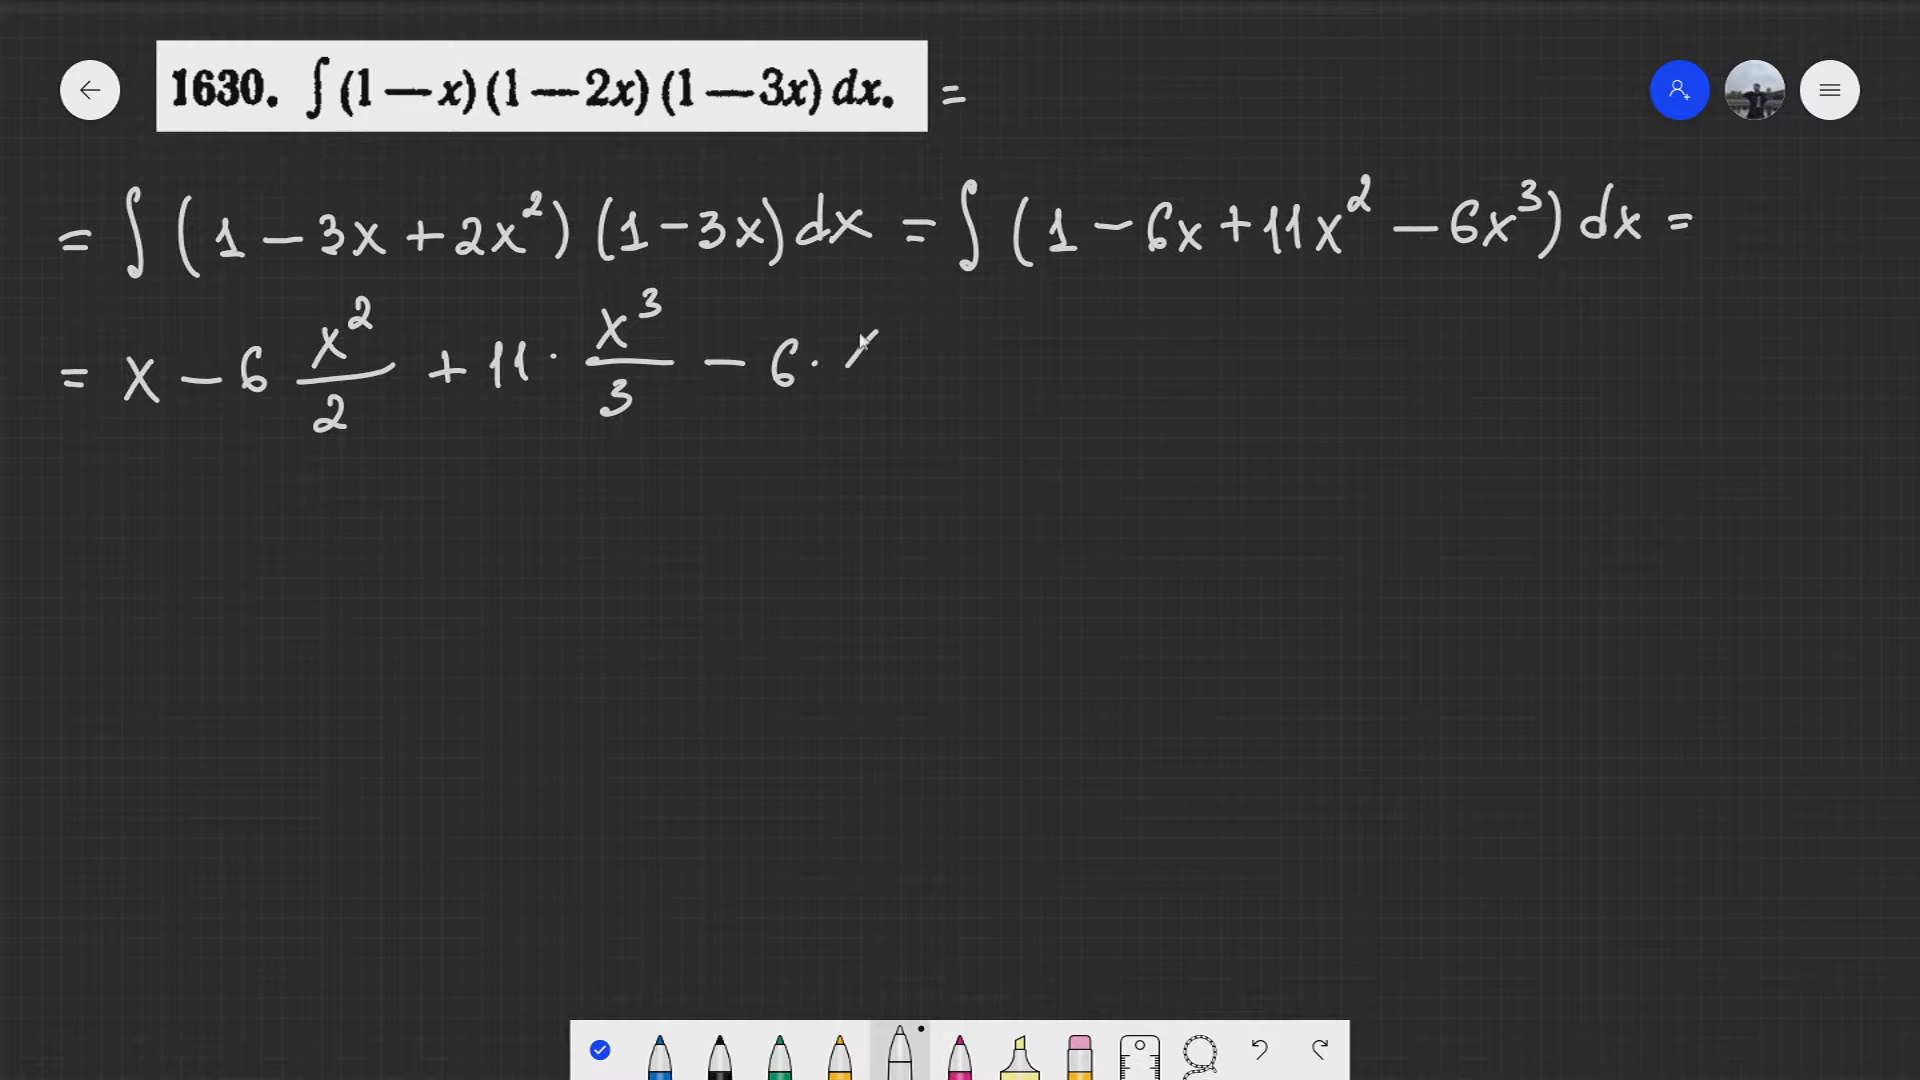 1630. ∫ (1 — x) (1 — 2x) (1 — 3x) dx. =
= ∫ (1 – 3x + 2x²) (1 – 3x) dx = ∫ (1 – 6x + 11x² – 6x³) dx =
= x – 6 x²/2 + 11 · x³/3 – 6 ·